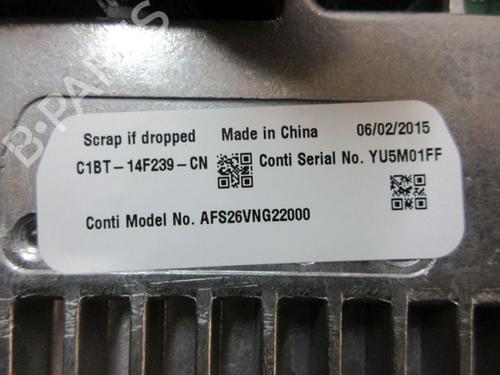 Scrap if dropped Made in China 06/02/2015
C1BT-14F239-CN Conti Serial No. YU5M01FF
Conti Model No. AFS26VNG22000
B-PARTS